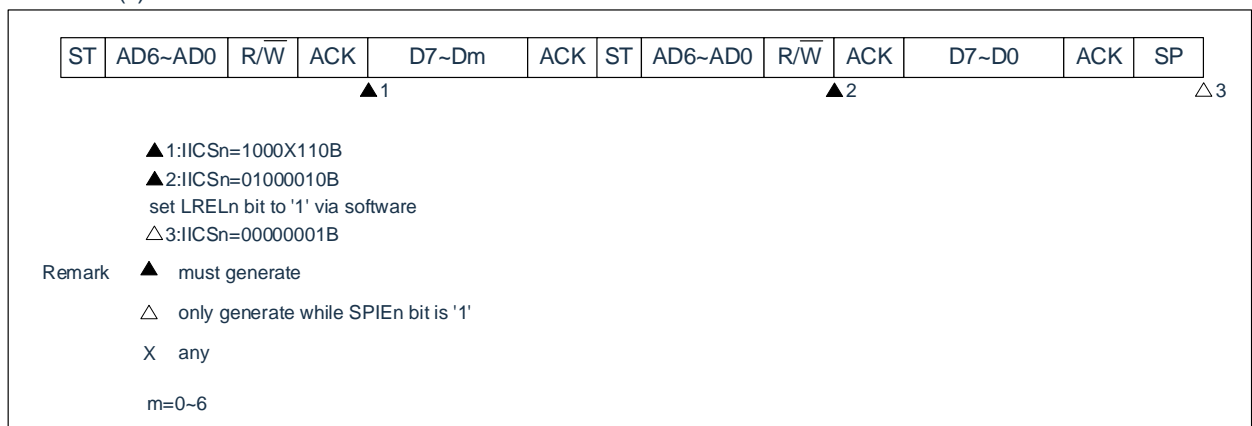 ST AD6~AD0 R/W̅ ACK D7~Dm ACK ST AD6~AD0 R/W̅ ACK D7~D0 ACK SP
▲1 ▲2 △3
▲1:IICSn=1000X110B
▲2:IICSn=01000010B
set LRELn bit to '1' via software
△3:IICSn=00000001B
Remark ▲ must generate
△ only generate while SPIEn bit is '1'
X any
m=0~6